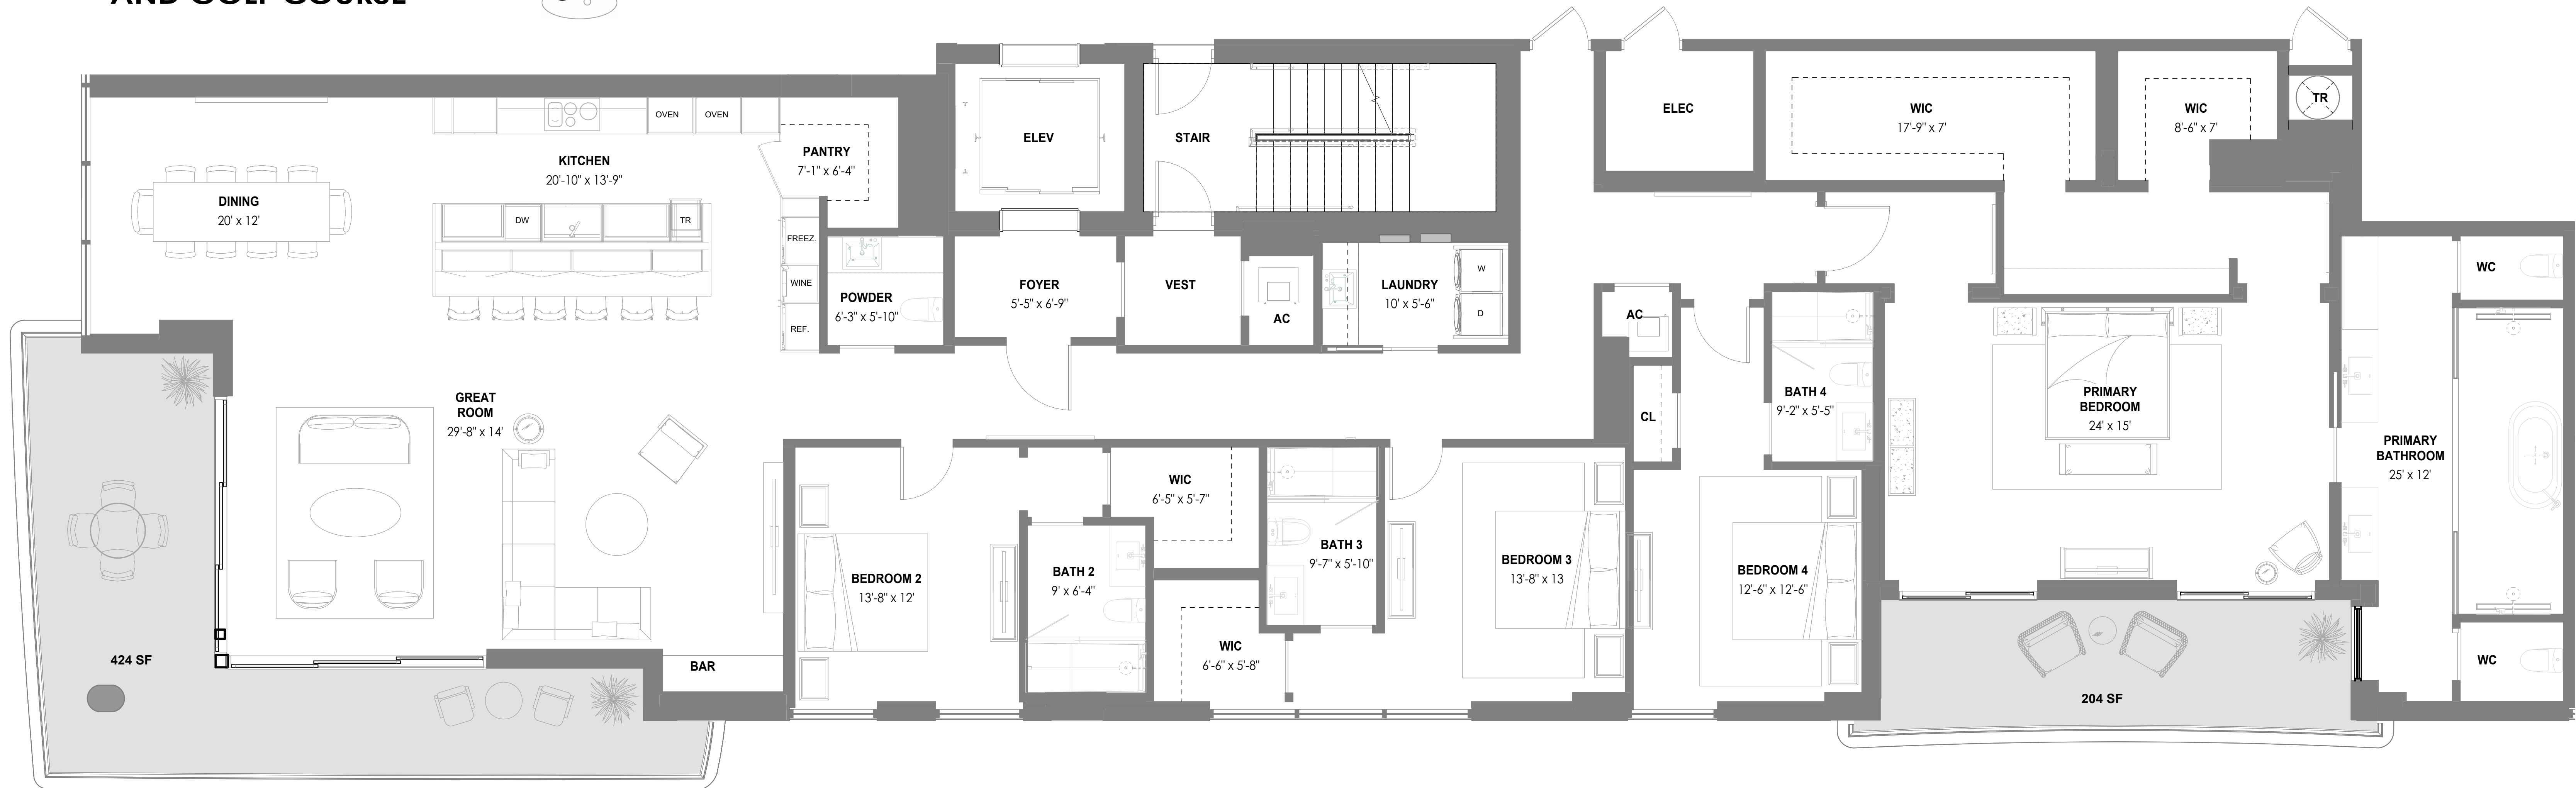 AND GOLF COURSE
DINING
20' x 12'
KITCHEN
20'-10" x 13'-9"
OVEN
OVEN
DW
TR
PANTRY
7'-1" x 6'-4"
FREEZ.
WINE
REF.
POWDER
6'-3" x 5'-10"
ELEV
FOYER
5'-5" x 6'-9"
STAIR
VEST
AC
LAUNDRY
10' x 5'-6"
W
D
ELEC
WIC
17'-9" x 7'
WIC
8'-6" x 7'
TR
AC
CL
BATH 4
9'-2" x 5'-5"
PRIMARY
BEDROOM
24' x 15'
PRIMARY
BATHROOM
25' x 12'
WC
WC
GREAT
ROOM
29'-8" x 14'
424 SF
BAR
BEDROOM 2
13'-8" x 12'
BATH 2
9' x 6'-4"
WIC
6'-5" x 5'-7"
WIC
6'-6" x 5'-8"
BATH 3
9'-7" x 5'-10"
BEDROOM 3
13'-8" x 13
BEDROOM 4
12'-6" x 12'-6"
204 SF